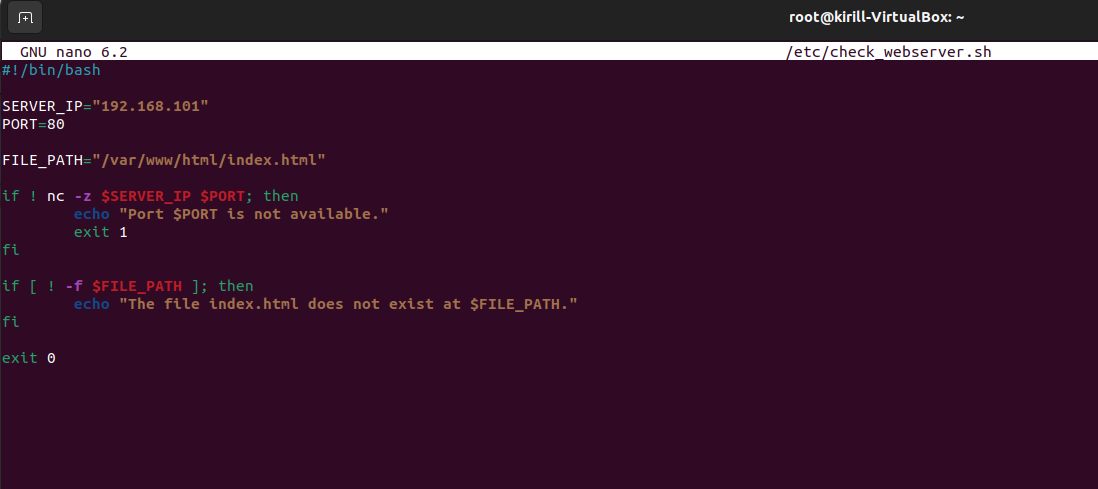 root@kirill-VirtualBox: ~
GNU nano 6.2 /etc/check_webserver.sh
#!/bin/bash
SERVER_IP="192.168.101"
PORT=80
FILE_PATH="/var/www/html/index.html"
if ! nc -z $SERVER_IP $PORT; then
echo "Port $PORT is not available."
exit 1
fi
if [ ! -f $FILE_PATH ]; then
echo "The file index.html does not exist at $FILE_PATH."
fi
exit 0